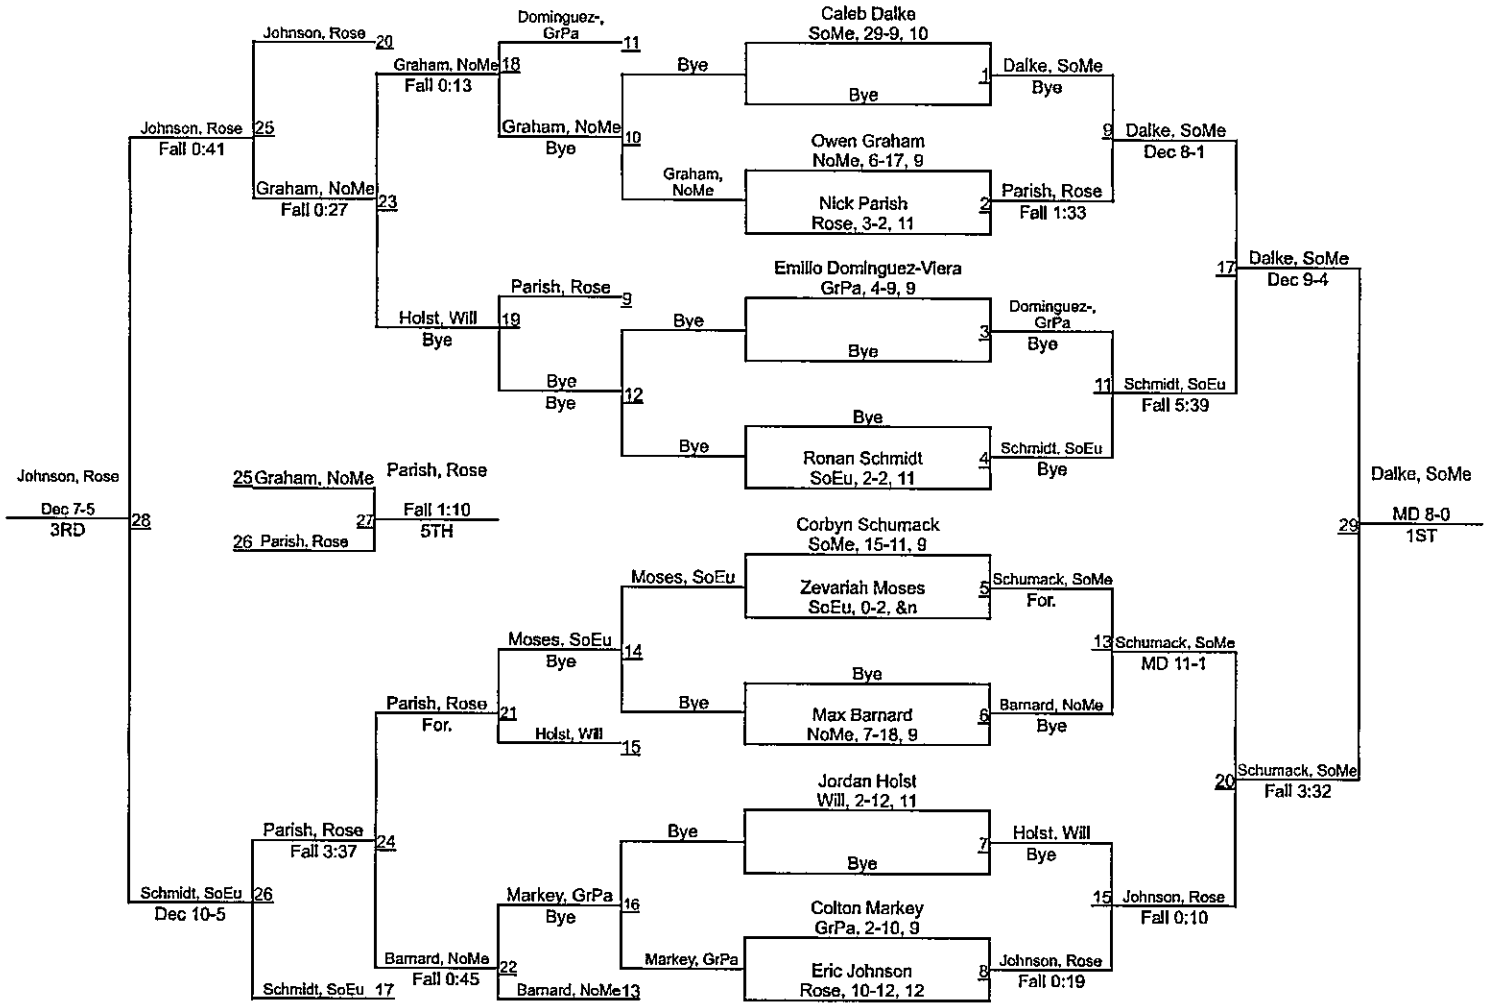 Caleb Dalke
SoMe, 29-9, 10
Bye
1
Dalke, SoMe
Bye
Owen Graham
NoMe, 6-17, 9
Nick Parish
Rose, 3-2, 11
2
Parish, Rose
Fall 1:33
9
Dalke, SoMe
Dec 8-1
Emilio Dominguez-Viera
GrPa, 4-9, 9
Bye
3
Dominguez-,
GrPa
Bye
Bye
Ronan Schmidt
SoEu, 2-2, 11
4
Schmidt, SoEu
Bye
11
Schmidt, SoEu
Fall 5:39
17
Dalke, SoMe
Dec 9-4
Corbyn Schumack
SoMe, 15-11, 9
Zevariah Moses
SoEu, 0-2, &n
5
Schumack, SoMe
For.
Bye
Max Barnard
NoMe, 7-18, 9
6
Barnard, NoMe
Bye
13
Schumack, SoMe
MD 11-1
Jordan Holst
Will, 2-12, 11
Bye
7
Holst, Will
Bye
Colton Markey
GrPa, 2-10, 9
Eric Johnson
Rose, 10-12, 12
8
Johnson, Rose
Fall 0:19
15
Johnson, Rose
Fall 0:10
20
Schumack, SoMe
Fall 3:32
29
Dalke, SoMe
MD 8-0
1ST
Bye
Graham,
NoMe
10
Graham, NoMe
Bye
Dominguez-,
GrPa
11
18
Graham, NoMe
Fall 0:13
Bye
Bye
12
Bye
Bye
Parish, Rose
9
19
Holst, Will
Bye
23
Graham, NoMe
Fall 0:27
Johnson, Rose
20
25
Johnson, Rose
Fall 0:41
Moses, SoEu
Bye
14
Moses, SoEu
Bye
Holst, Will
15
21
Parish, Rose
For.
Bye
Markey, GrPa
16
Markey, GrPa
Bye
Barnard, NoMe
13
22
Barnard, NoMe
Fall 0:45
24
Parish, Rose
Fall 3:37
Schmidt, SoEu
17
26
Schmidt, SoEu
Dec 10-5
28
Johnson, Rose
Dec 7-5
3RD
25 Graham, NoMe
26 Parish, Rose
27
Parish, Rose
Fall 1:10
5TH